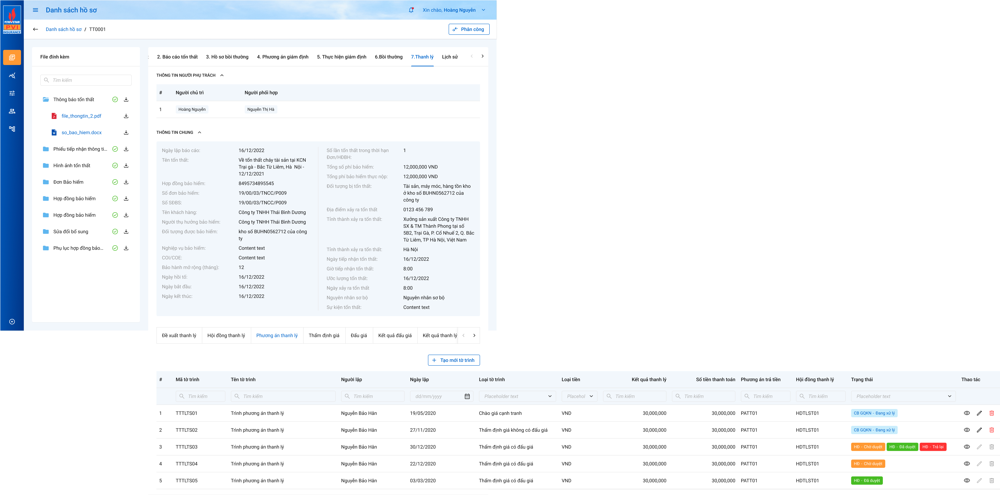 PETROVIETNAM
PVI
INSURANCE
Danh sách hồ sơ
Xin chào, Hoàng Nguyễn
Danh sách hồ sơ / TT0001
Phân công
File đính kèm
Tìm kiếm
Thông báo tổn thất
file_thongtin_2.pdf
so_bao_hiem.docx
Phiếu tiếp nhận thông ti...
Hình ảnh tổn thất
Đơn Bảo hiểm
Hợp đồng bảo hiểm
Hợp đồng bảo hiểm
Sửa đổi bổ sung
Phụ lục hợp đồng bảo...
2. Báo cáo tổn thất 3. Hồ sơ bồi thường 4. Phương án giám định 5. Thực hiện giám định 6.Bồi thường 7.Thanh lý Lịch sử
THÔNG TIN NGƯỜI PHỤ TRÁCH
# Người chủ trì Người phối hợp
1 Hoàng Nguyễn Nguyễn Thị Hà
THÔNG TIN CHUNG
Ngày lập báo cáo: 16/12/2022
Tên tổn thất: Về tổn thất cháy tài sản tại KCN
Trại gà - Bắc Từ Liêm, Hà Nội -
12/12/2021
Hợp đồng bảo hiểm: 8495734895545
Số đơn bảo hiểm: 19/00/03/TNCC/P009
Số SĐBS: 19/00/03/TNCC/P009
Tên khách hàng: Công ty TNHH Thái Bình Dương
Người thụ hưởng bảo hiểm: Công ty TNHH Thái Bình Dương
Đối tượng được bảo hiểm: kho số BUHN0562712 của công
ty
Nghiệp vụ bảo hiểm: Content text
COI/COE: Content text
Bảo hành mở rộng (tháng): 12
Ngày hồi tố: 16/12/2022
Ngày bắt đầu: 16/12/2022
Ngày kết thúc: 16/12/2022
Số lần tổn thất trong thời hạn 1
Đơn/HĐBH:
Tổng số phí bảo hiểm: 12,000,000 VND
Tổng phí bảo hiểm thực nộp: 12,000,000 VND
Đối tượng bị tổn thất: Tài sản, máy móc, hàng tồn kho
ở kho số BUHN0562712 của
công ty
Địa điểm xảy ra tổn thất 0123 456 789
Tỉnh thành xảy ra tổn thất: Xưởng sản xuất Công ty TNHH
SX & TM Thành Phong tại số
5B2, Trại Gà, P. Cổ Nhuế 2, Q. Bắc
Từ Liêm, TP Hà Nội, Việt Nam
Tỉnh thành xảy ra tổn thất: Hà Nội
Ngày tiếp nhận tổn thất: 16/12/2022
Giờ tiếp nhận tổn thất: 8:00
Ước lượng tổn thất: 16/12/2022
Ngày xảy ra tổn thất 8:00
Nguyên nhân sơ bộ Nguyên nhân sơ bộ
Sự kiện tổn thất: Content text
Đề xuất thanh lý Hội đồng thanh lý Phương án thanh lý Thẩm định giá Đấu giá Kết quả đấu giá Kết quả thanh lý
Tạo mới tờ trình
# Mã tờ trình Tên tờ trình Người lập Ngày lập Loại tờ trình Loại tiền Kết quả thanh lý Số tiền thanh toán Phương án trả tiền Hội đồng thanh lý Trạng thái Thao tác
Tìm kiếm Tìm kiếm Tìm kiếm dd/mm/yyyy Placeholder text Placehol Tìm kiếm Tìm kiếm Tìm kiếm Tìm kiếm Placeholder text
1 TTTLTS01 Trình phương án thanh lý Nguyễn Bảo Hân 19/05/2020 Chào giá cạnh tranh VND 30,000,000 30,000,000 PATT01 HDTLST01 CB GQKN - Đang xử lý
2 TTTLTS02 Trình phương án thanh lý Nguyễn Bảo Hân 27/11/2020 Thẩm định giá không có đấu giá VND 30,000,000 30,000,000 PATT01 HDTLST01 CB GQKN - Đang xử lý
3 TTTLTS03 Trình phương án thanh lý Nguyễn Bảo Hân 30/12/2020 Thẩm định giá có đấu giá VND 30,000,000 30,000,000 PATT01 HDTLST01 HĐ - Chờ duyệt HĐ - Đã duyệt HĐ - Trả lại
4 TTTLTS04 Trình phương án thanh lý Nguyễn Bảo Hân 22/12/2020 Thẩm định giá có đấu giá VND 30,000,000 30,000,000 PATT01 HDTLST01 HĐ - Chờ duyệt
5 TTTLTS05 Trình phương án thanh lý Nguyễn Bảo Hân 03/03/2020 Thẩm định giá có đấu giá VND 30,000,000 30,000,000 PATT01 HDTLST01 HĐ - Đã duyệt